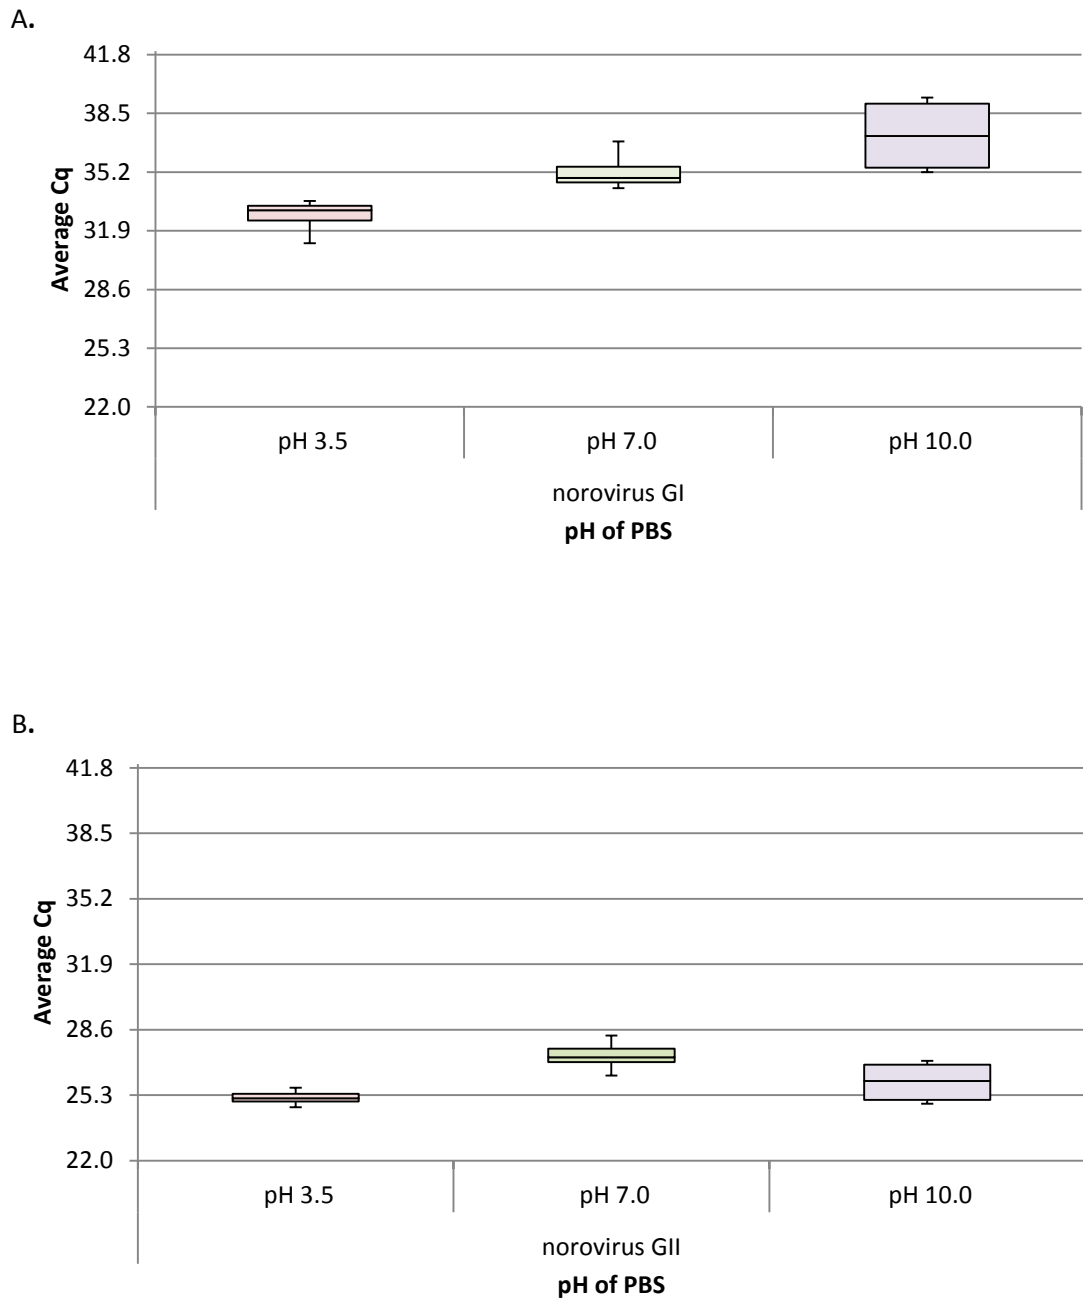 A.
41.8
38.5
35.2
31.9
28.6
25.3
22.0
Average Cq
pH 3.5 pH 7.0 pH 10.0
norovirus GI
pH of PBS
B.
41.8
38.5
35.2
31.9
28.6
25.3
22.0
Average Cq
pH 3.5 pH 7.0 pH 10.0
norovirus GII
pH of PBS